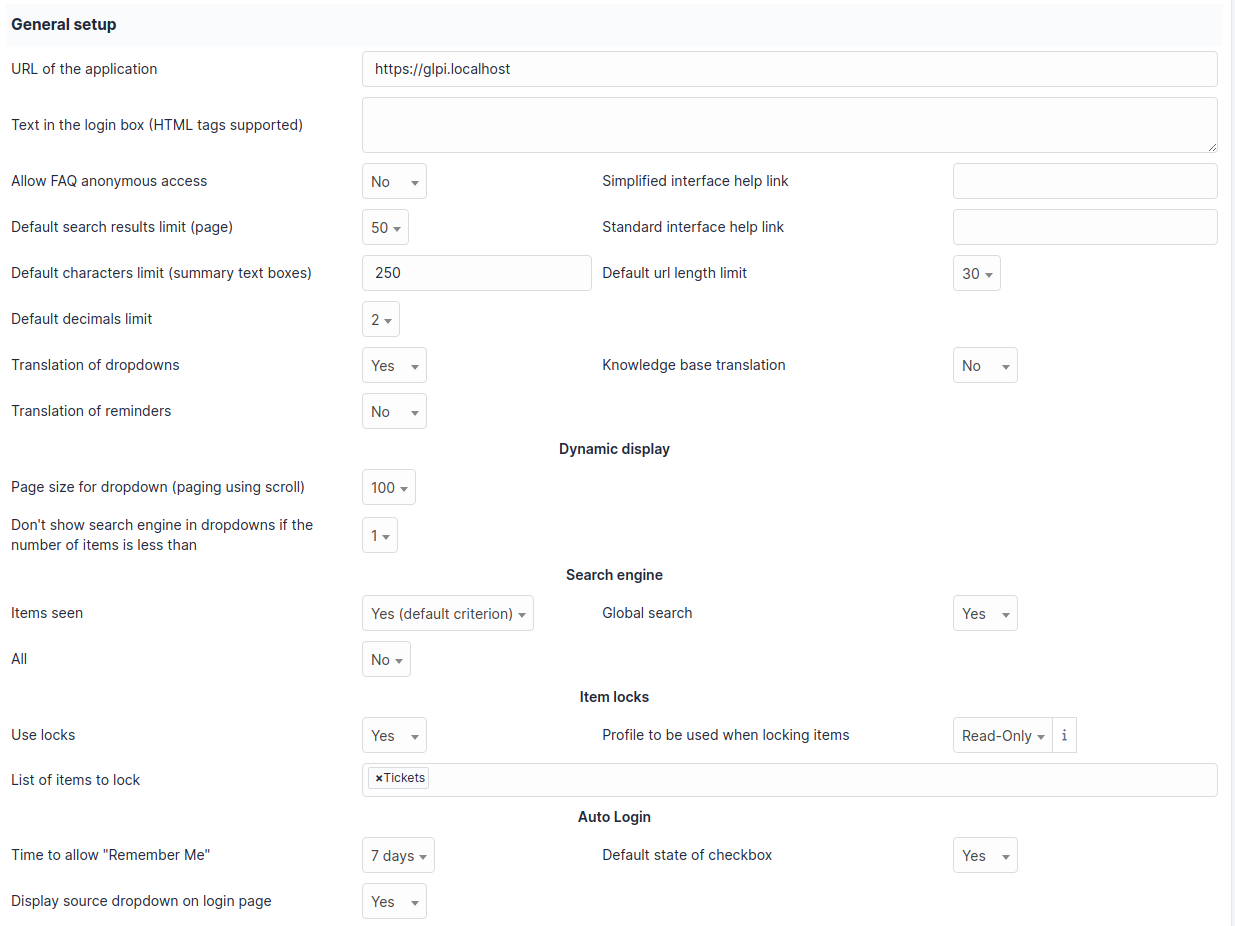 General setup
URL of the application https://glpi.localhost
Text in the login box (HTML tags supported)
Allow FAQ anonymous access No Simplified interface help link
Default search results limit (page) 50 Standard interface help link
Default characters limit (summary text boxes) 250 Default url length limit 30
Default decimals limit 2
Translation of dropdowns Yes Knowledge base translation No
Translation of reminders No
Dynamic display
Page size for dropdown (paging using scroll) 100
Don't show search engine in dropdowns if the
number of items is less than 1
Search engine
Items seen Yes (default criterion) Global search Yes
All No
Item locks
Use locks Yes Profile to be used when locking items Read-Only i
List of items to lock ×Tickets
Auto Login
Time to allow "Remember Me" 7 days Default state of checkbox Yes
Display source dropdown on login page Yes